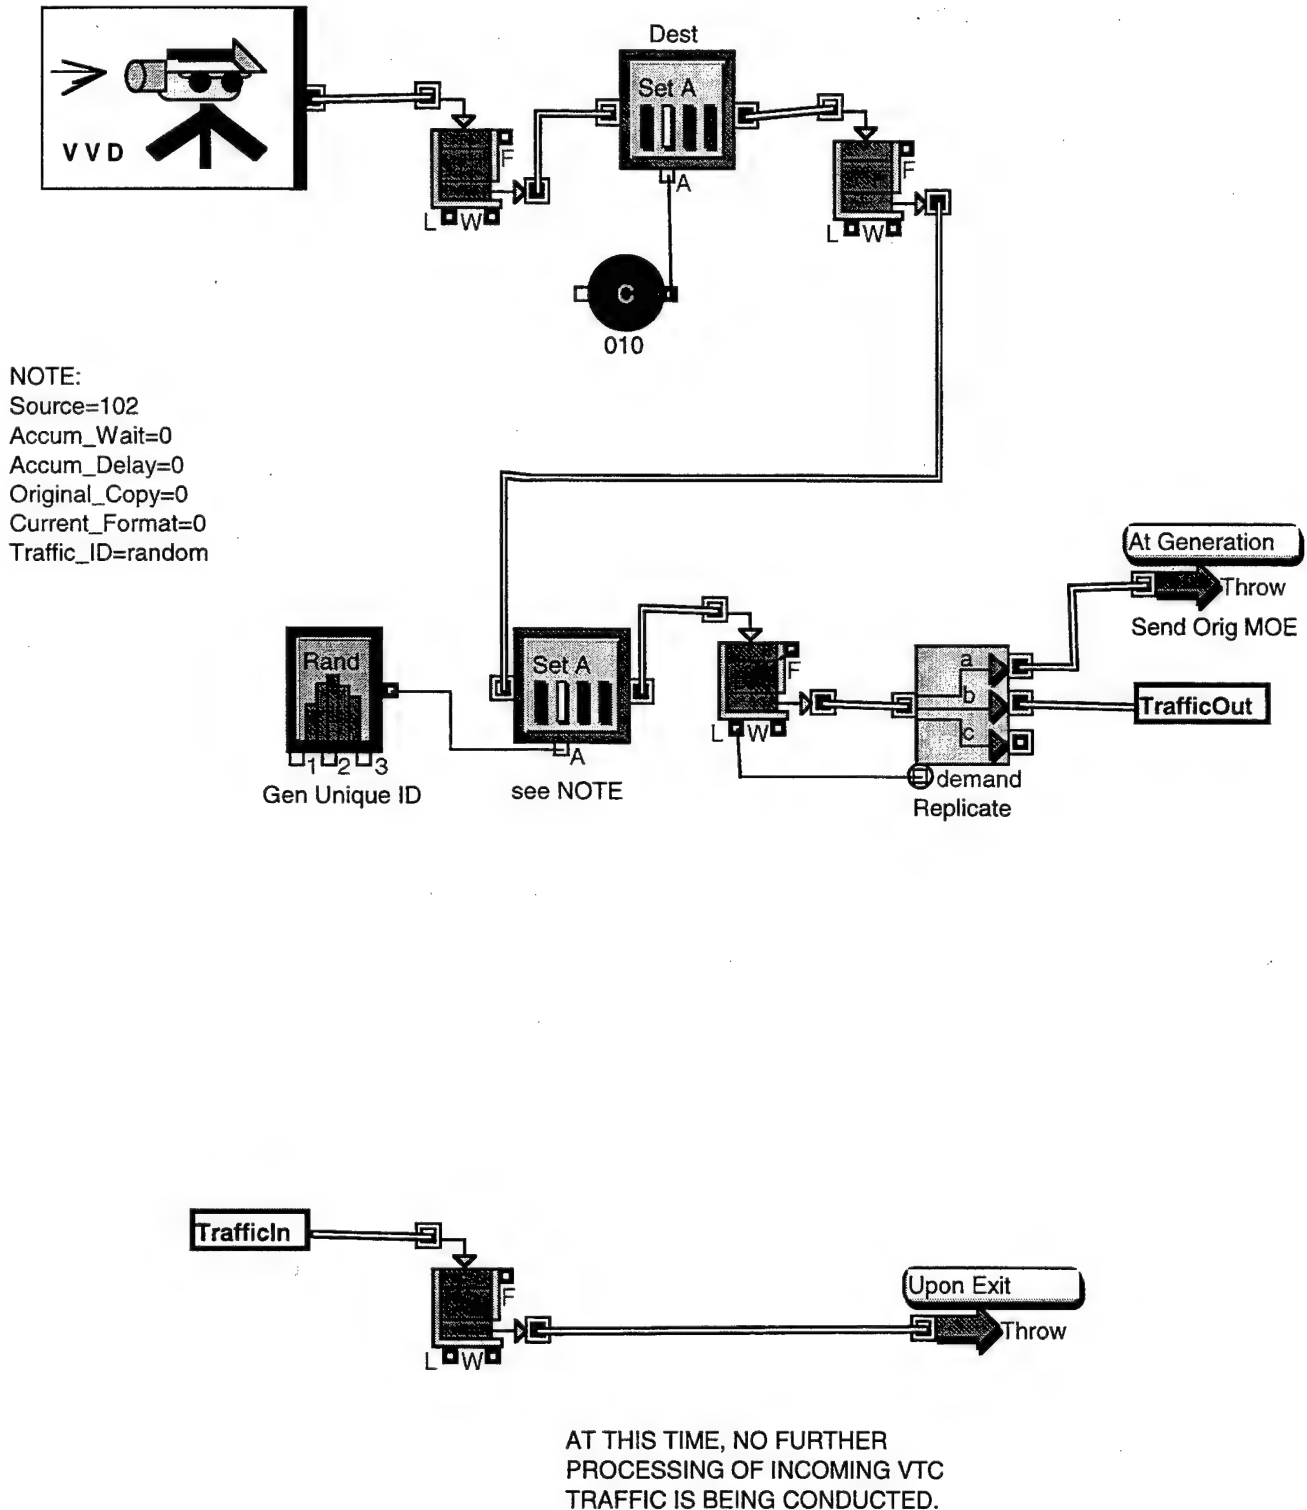 Dest
VVD
Set A
F
F
A
L W
L W
C
010
NOTE:
Source=102
Accum_Wait=0
Accum_Delay=0
Original_Copy=0
Current_Format=0
Traffic_ID=random
At Generation
Throw
Send Orig MOE
Rand
Set A
F
a
b
c
TrafficOut
L W
1 2 3
A
demand
Gen Unique ID
see NOTE
Replicate
TrafficIn
F
Upon Exit
Throw
L W
AT THIS TIME, NO FURTHER
PROCESSING OF INCOMING VTC
TRAFFIC IS BEING CONDUCTED.